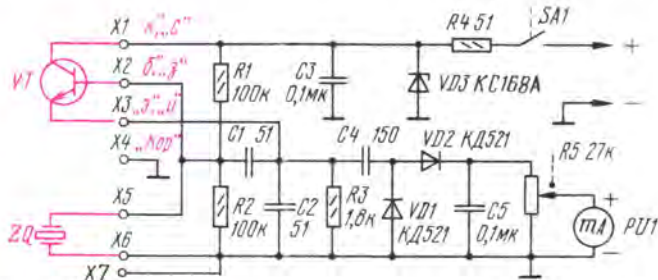 X1 "к","с"
R4 51
SA1
+
VT
X2 "б","з"
R1
100к
C3
0,1мк
VD3 КС168А
−
X3 "э","и"
X4 "Кор"
C1 51
C4 150
VD2 КД521
R5 27к
X5
R2
100к
C2
51
R3
1,8к
VD1
КД521
C5
0,1мк
+
mA
PU1
−
ZQ
X6
X7